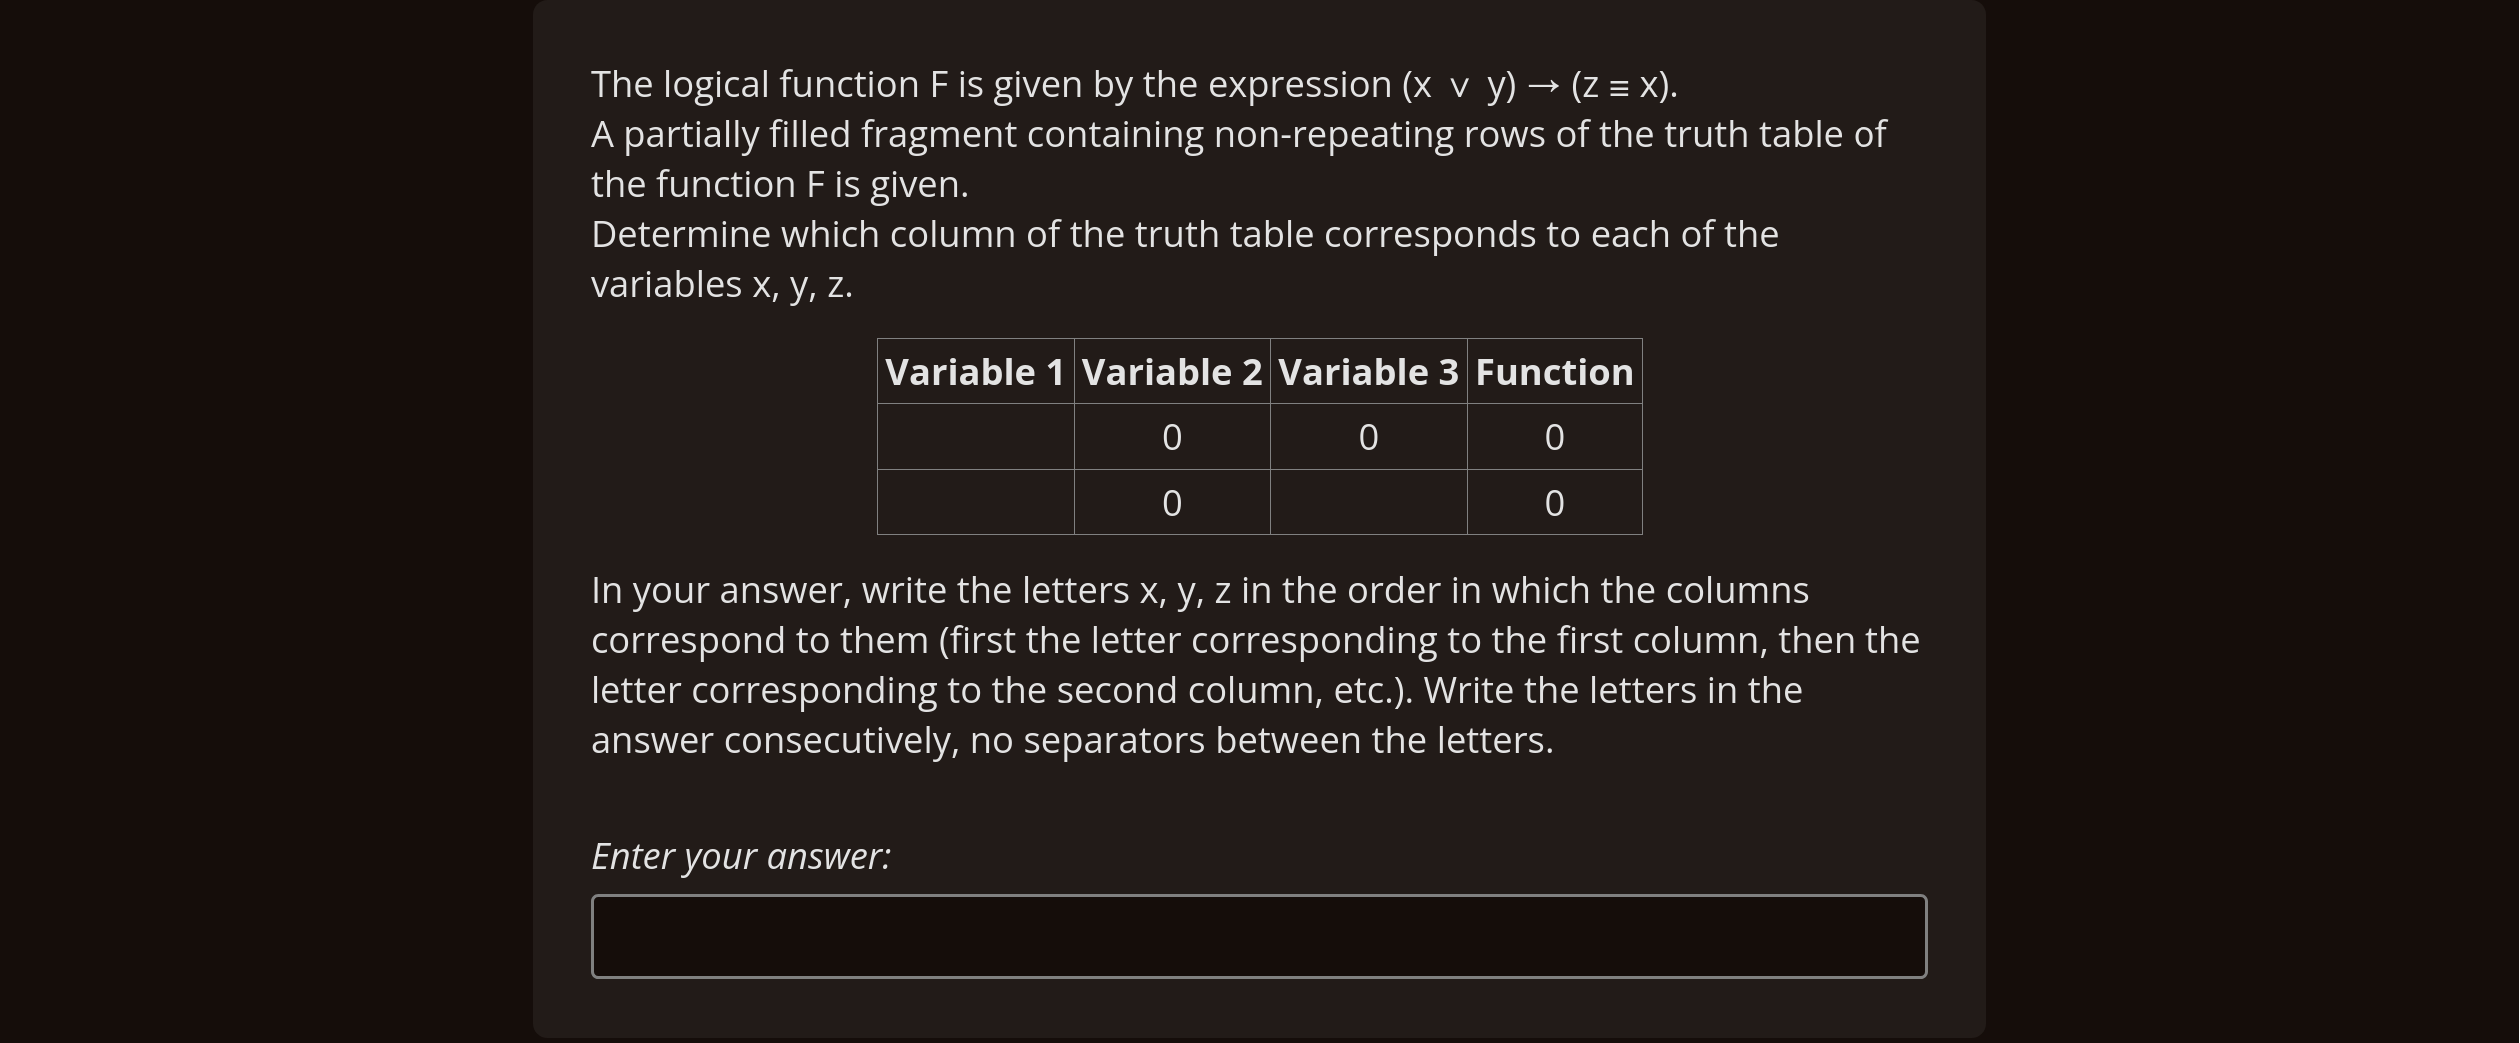 The logical function F is given by the expression (x ∨ y) → (z ≡ x).
A partially filled fragment containing non-repeating rows of the truth table of
the function F is given.
Determine which column of the truth table corresponds to each of the
variables x, y, z.
Variable 1 Variable 2 Variable 3 Function
0 0 0
0 0
In your answer, write the letters x, y, z in the order in which the columns
correspond to them (first the letter corresponding to the first column, then the
letter corresponding to the second column, etc.). Write the letters in the
answer consecutively, no separators between the letters.
Enter your answer: